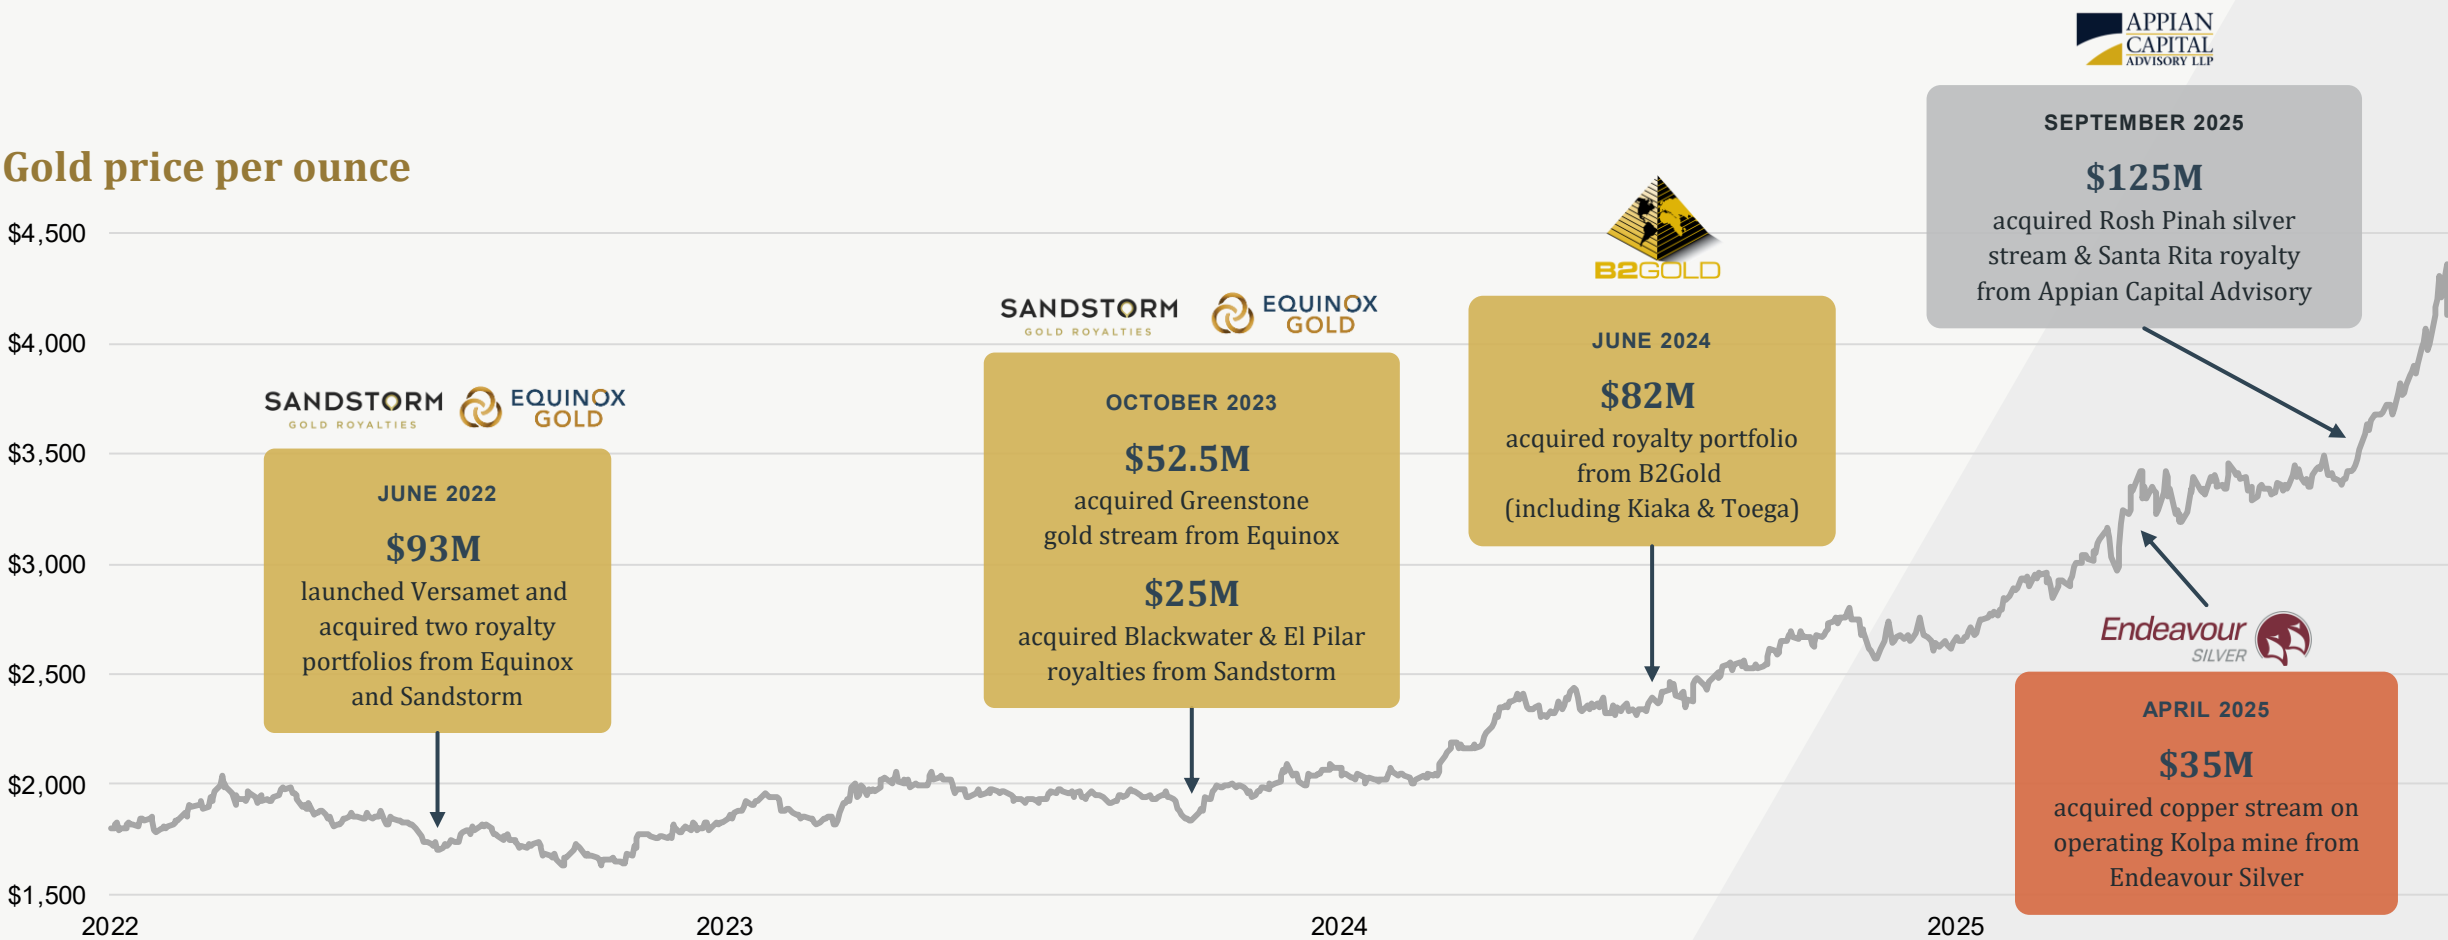 APPIAN
CAPITAL
ADVISORY LLP
Gold price per ounce
$4,500
$4,000
$3,500
$3,000
$2,500
$2,000
$1,500
2022
2023
2024
2025
SANDSTORM
GOLD ROYALTIES
EQUINOX
GOLD
JUNE 2022
$93M
launched Versamet and
acquired two royalty
portfolios from Equinox
and Sandstorm
SANDSTORM
GOLD ROYALTIES
EQUINOX
GOLD
OCTOBER 2023
$52.5M
acquired Greenstone
gold stream from Equinox
$25M
acquired Blackwater & El Pilar
royalties from Sandstorm
B2GOLD
JUNE 2024
$82M
acquired royalty portfolio
from B2Gold
(including Kiaka & Toega)
SEPTEMBER 2025
$125M
acquired Rosh Pinah silver
stream & Santa Rita royalty
from Appian Capital Advisory
Endeavour
SILVER
APRIL 2025
$35M
acquired copper stream on
operating Kolpa mine from
Endeavour Silver